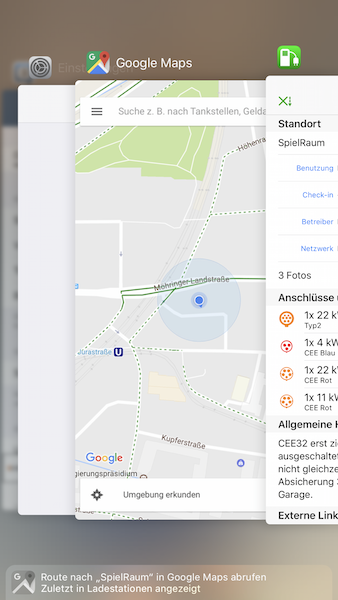 Einstellungen
Google Maps
Suche z. B. nach Tankstellen, Gelda
Höhenra
Möhringer Landstraße
Jurastraße U
Kupferstraße
Google
gierungspräsidium
Umgebung erkunden
Standort
SpielRaum
Benutzung
Check-in
Betreiber
Netzwerk
3 Fotos
Anschlüsse u
1x 22 k
Typ2
1x 4 kW
CEE Blau
1x 22 k
CEE Rot
1x 11 kW
CEE Rot
Allgemeine H
CEE32 erst zi
ausgeschaltet
nicht gleichze
Absicherung 3
Garage.
Externe Link
Route nach „SpielRaum“ in Google Maps abrufen
Zuletzt in Ladestationen angezeigt